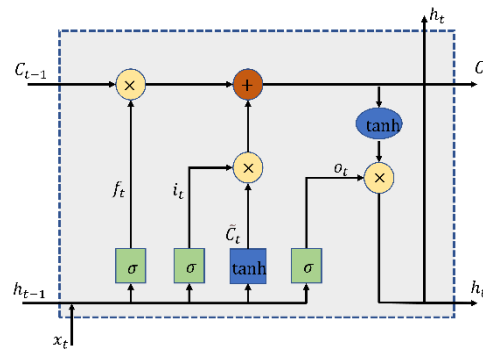 h_t
C_{t-1}
×
+
C
tanh
f_t
i_t
×
o_t
×
C̃_t
σ
σ
tanh
σ
h_{t-1}
h_t
x_t